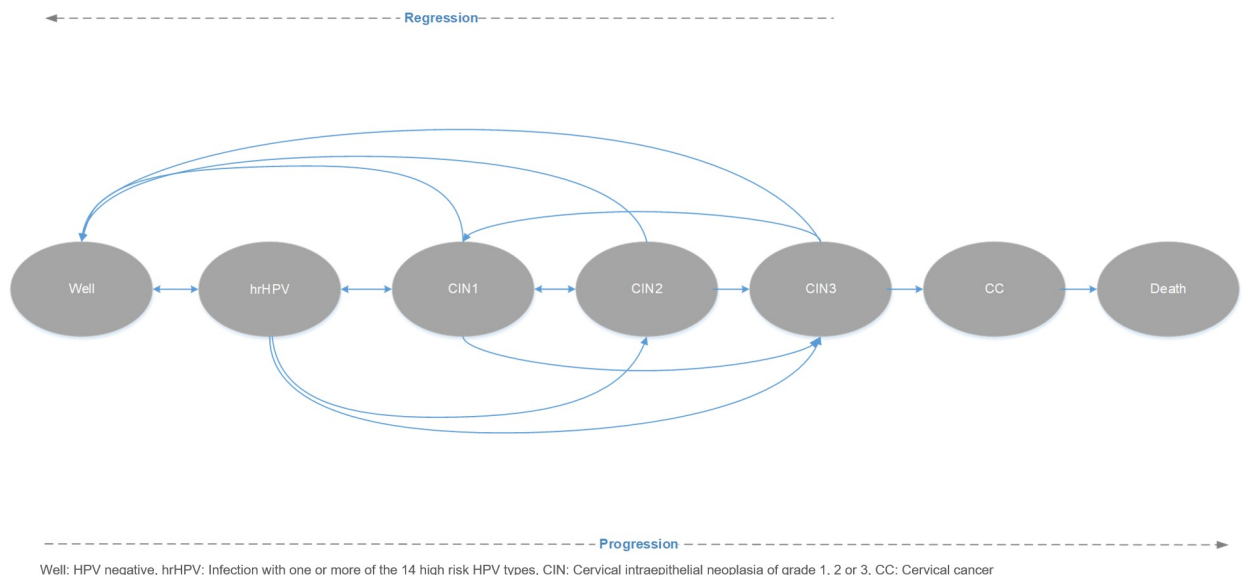 Regression
Well
hrHPV
CIN1
CIN2
CIN3
CC
Death
Progression
Well: HPV negative, hrHPV: Infection with one or more of the 14 high risk HPV types, CIN: Cervical intraepithelial neoplasia of grade 1, 2 or 3, CC: Cervical cancer